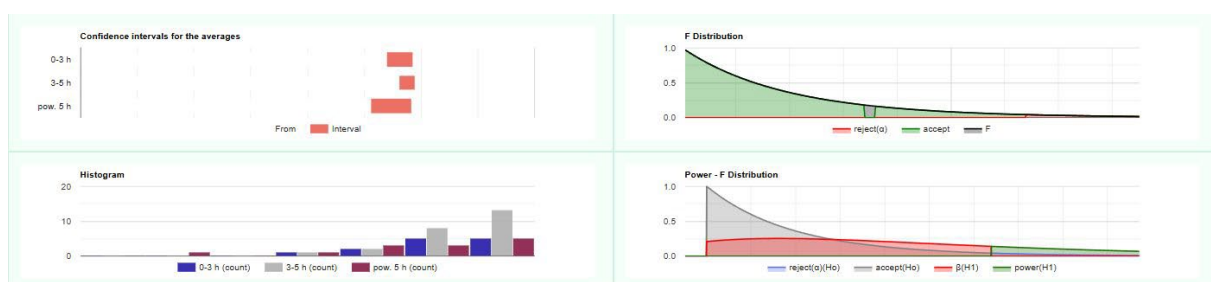 Confidence intervals for the averages
0-3 h
3-5 h
pow. 5 h
From Interval
F Distribution
1.0
0.5
0.0
reject(α) accept F
Histogram
20
10
0
0-3 h (count) 3-5 h (count) pow. 5 h (count)
Power - F Distribution
1.0
0.5
0.0
reject(α)(Ho) accept(Ho) β(H1) power(H1)